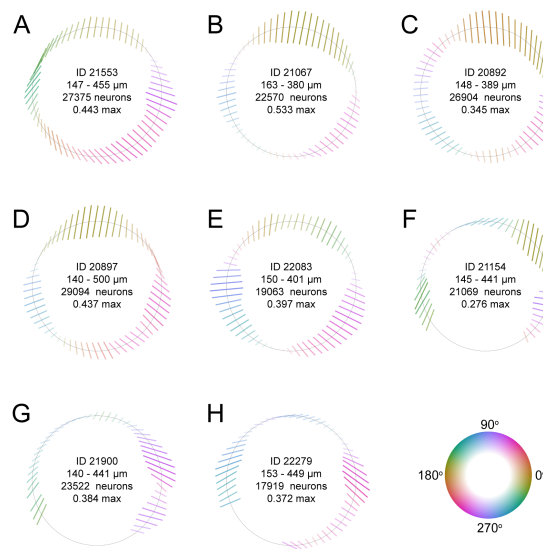 A
ID 21553
147 - 455 µm
27375 neurons
0.443 max
B
ID 21067
163 - 380 µm
22570 neurons
0.533 max
C
ID 20892
148 - 389 µm
26904 neurons
0.345 max
D
ID 20897
140 - 500 µm
29094 neurons
0.437 max
E
ID 22083
150 - 401 µm
19063 neurons
0.397 max
F
ID 21154
145 - 441 µm
21069 neurons
0.276 max
G
ID 21900
140 - 441 µm
23522 neurons
0.384 max
H
ID 22279
153 - 449 µm
17919 neurons
0.372 max
90º
180º
0º
270º